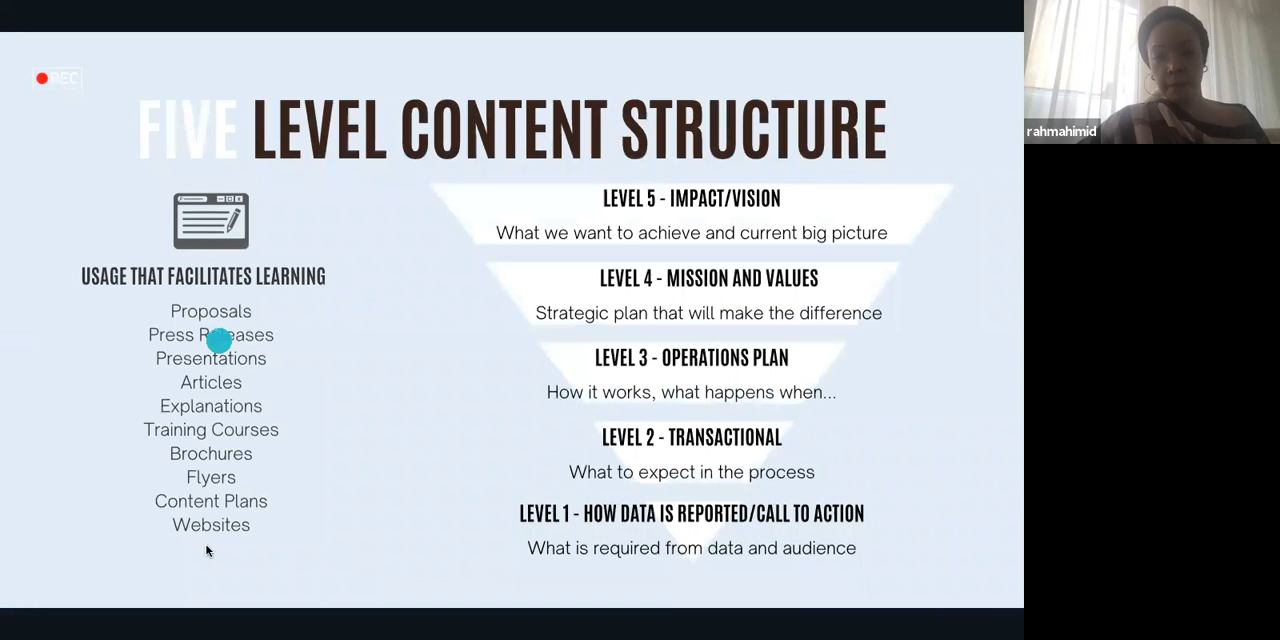 REC
FIVE LEVEL CONTENT STRUCTURE
USAGE THAT FACILITATES LEARNING
Proposals
Press Releases
Presentations
Articles
Explanations
Training Courses
Brochures
Flyers
Content Plans
Websites
LEVEL 5 - IMPACT/VISION
What we want to achieve and current big picture
LEVEL 4 - MISSION AND VALUES
Strategic plan that will make the difference
LEVEL 3 - OPERATIONS PLAN
How it works, what happens when...
LEVEL 2 - TRANSACTIONAL
What to expect in the process
LEVEL 1 - HOW DATA IS REPORTED/CALL TO ACTION
What is required from data and audience
rahmahimid